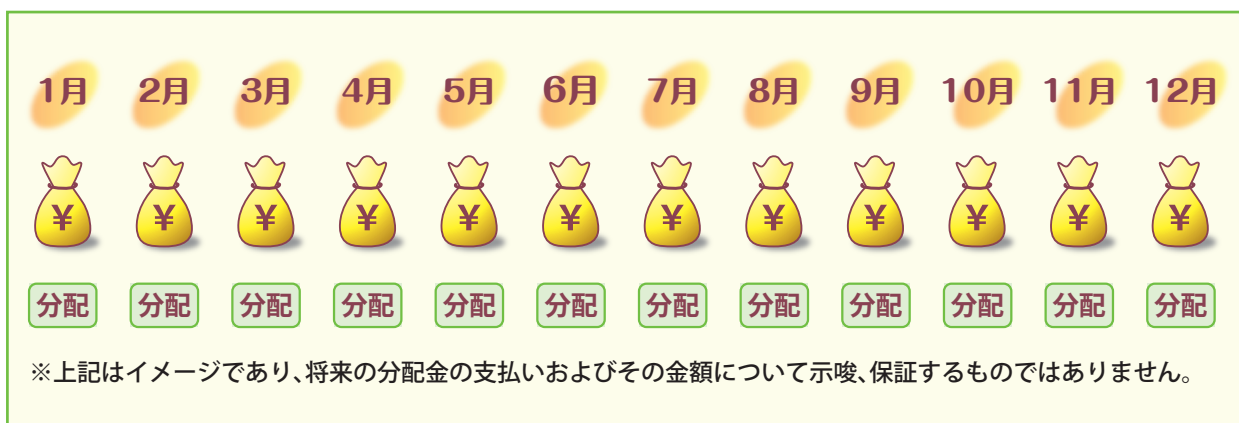 1月 2月 3月 4月 5月 6月 7月 8月 9月 10月 11月 12月
¥ ¥ ¥ ¥ ¥ ¥ ¥ ¥ ¥ ¥ ¥ ¥
分配 分配 分配 分配 分配 分配 分配 分配 分配 分配 分配 分配
※上記はイメージであり、将来の分配金の支払いおよびその金額について示唆、保証するものではありません。